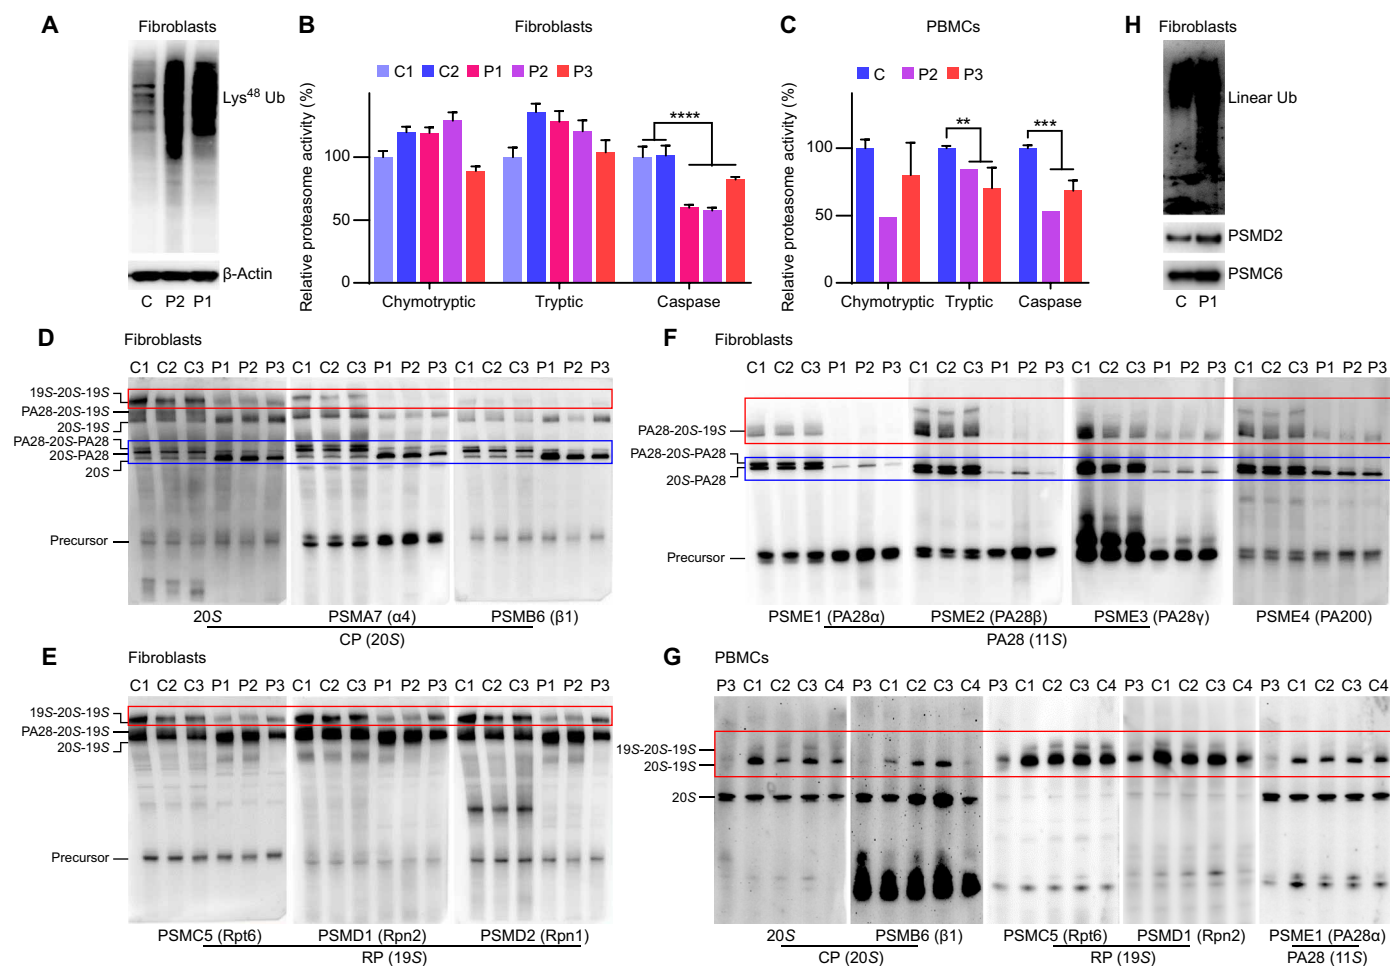 A
Fibroblasts
Lys48 Ub
β-Actin
C P2 P1
B
Fibroblasts
C1 C2 P1 P2 P3
Relative proteasome activity (%)
****
100
50
0
Chymotryptic Tryptic Caspase
C
PBMCs
C P2 P3
Relative proteasome activity (%)
** ***
100
50
0
Chymotryptic Tryptic Caspase
H
Fibroblasts
Linear Ub
PSMD2
PSMC6
C P1
D
Fibroblasts
C1 C2 C3 P1 P2 P3 C1 C2 C3 P1 P2 P3 C1 C2 C3 P1 P2 P3
19S-20S-19S
PA28-20S-19S
20S-19S
PA28-20S-PA28
20S-PA28
20S
Precursor
20S PSMA7 (α4) PSMB6 (β1)
CP (20S)
F
Fibroblasts
C1 C2 C3 P1 P2 P3 C1 C2 C3 P1 P2 P3 C1 C2 C3 P1 P2 P3 C1 C2 C3 P1 P2 P3
PA28-20S-19S
PA28-20S-PA28
20S-PA28
Precursor
PSME1 (PA28α) PSME2 (PA28β) PSME3 (PA28γ) PSME4 (PA200)
PA28 (11S)
E
Fibroblasts
C1 C2 C3 P1 P2 P3 C1 C2 C3 P1 P2 P3 C1 C2 C3 P1 P2 P3
19S-20S-19S
PA28-20S-19S
20S-19S
Precursor
PSMC5 (Rpt6) PSMD1 (Rpn2) PSMD2 (Rpn1)
RP (19S)
G
PBMCs
P3 C1 C2 C3 C4 P3 C1 C2 C3 C4 P3 C1 C2 C3 C4 P3 C1 C2 C3 C4 P3 C1 C2 C3 C4
19S-20S-19S
20S-19S
20S
20S PSMB6 (β1) PSMC5 (Rpt6) PSMD1 (Rpn2) PSME1 (PA28α)
CP (20S) RP (19S) PA28 (11S)